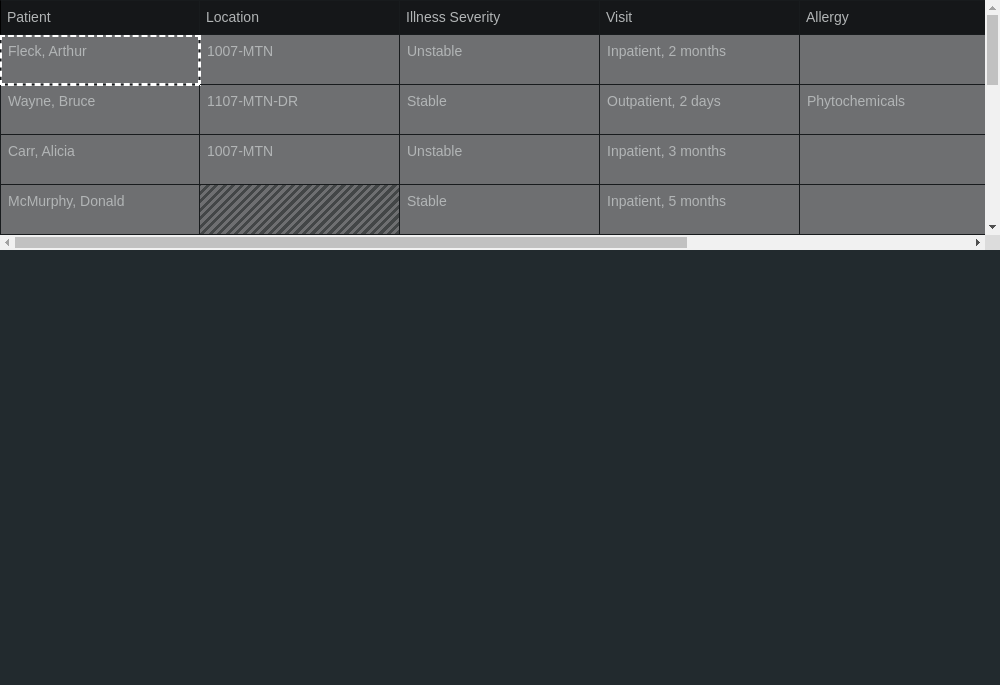 Patient Location Illness Severity Visit Allergy
Fleck, Arthur 1007-MTN Unstable Inpatient, 2 months
Wayne, Bruce 1107-MTN-DR Stable Outpatient, 2 days Phytochemicals
Carr, Alicia 1007-MTN Unstable Inpatient, 3 months
McMurphy, Donald Stable Inpatient, 5 months